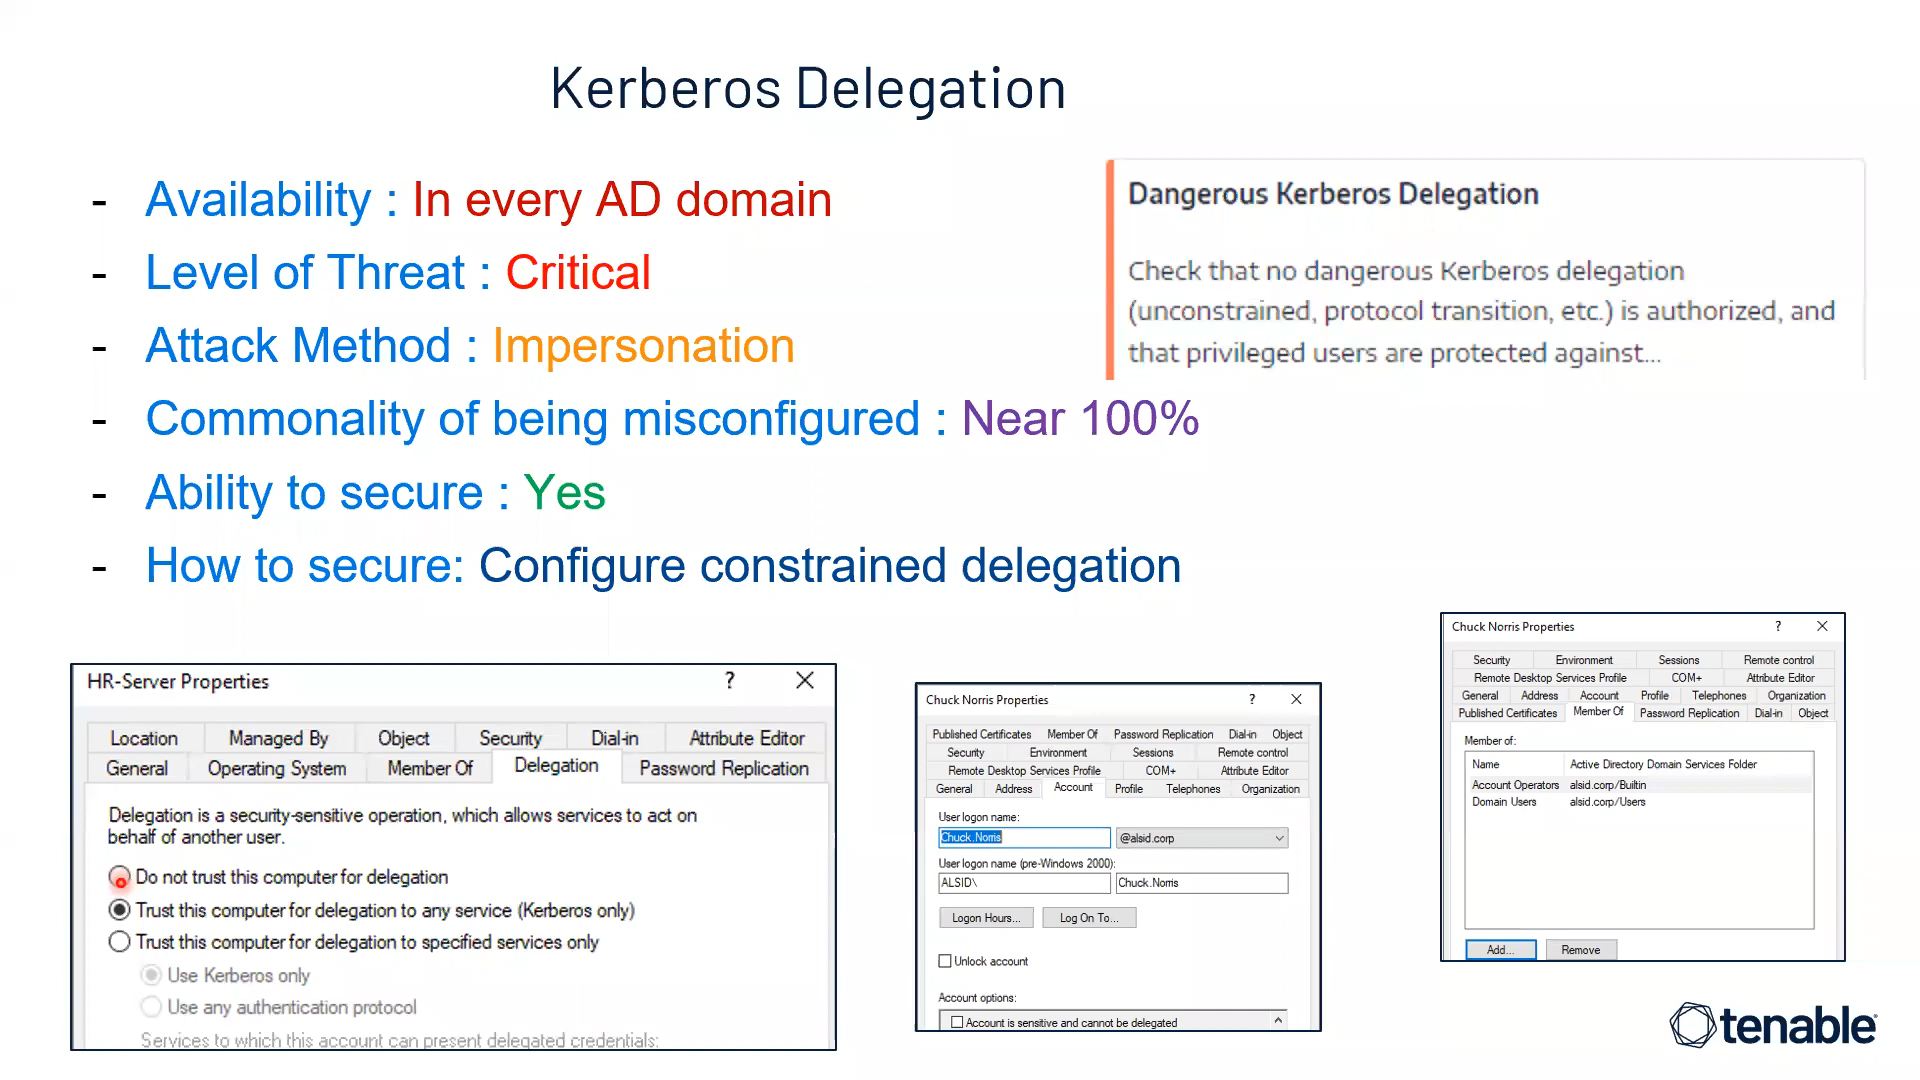 Kerberos Delegation
- Availability : In every AD domain
- Level of Threat : Critical
- Attack Method : Impersonation
- Commonality of being misconfigured : Near 100%
- Ability to secure : Yes
- How to secure: Configure constrained delegation
Dangerous Kerberos Delegation
Check that no dangerous Kerberos delegation
(unconstrained, protocol transition, etc.) is authorized, and
that privileged users are protected against...
HR-Server Properties ?
Location Managed By Object Security Dial-in Attribute Editor
General Operating System Member Of Delegation Password Replication
Delegation is a security-sensitive operation, which allows services to act on
behalf of another user.
Do not trust this computer for delegation
Trust this computer for delegation to any service (Kerberos only)
Trust this computer for delegation to specified services only
Use Kerberos only
Use any authentication protocol
Services to which this account can present delegated credentials:
Chuck Norris Properties ?
Published Certificates Member Of Password Replication Dial-in Object
Security Environment Sessions Remote control
Remote Desktop Services Profile COM+ Attribute Editor
General Address Account Profile Telephones Organization
User logon name:
Chuck.Norris @alsid.corp
User logon name (pre-Windows 2000):
ALSID\ Chuck.Norris
Logon Hours... Log On To...
Unlock account
Account options:
Account is sensitive and cannot be delegated
Chuck Norris Properties ?
Security Environment Sessions Remote control
Remote Desktop Services Profile COM+ Attribute Editor
General Address Account Profile Telephones Organization
Published Certificates Member Of Password Replication Dial-in Object
Member of:
Name Active Directory Domain Services Folder
Account Operators alsid.corp/Builtin
Domain Users alsid.corp/Users
Add... Remove
tenable